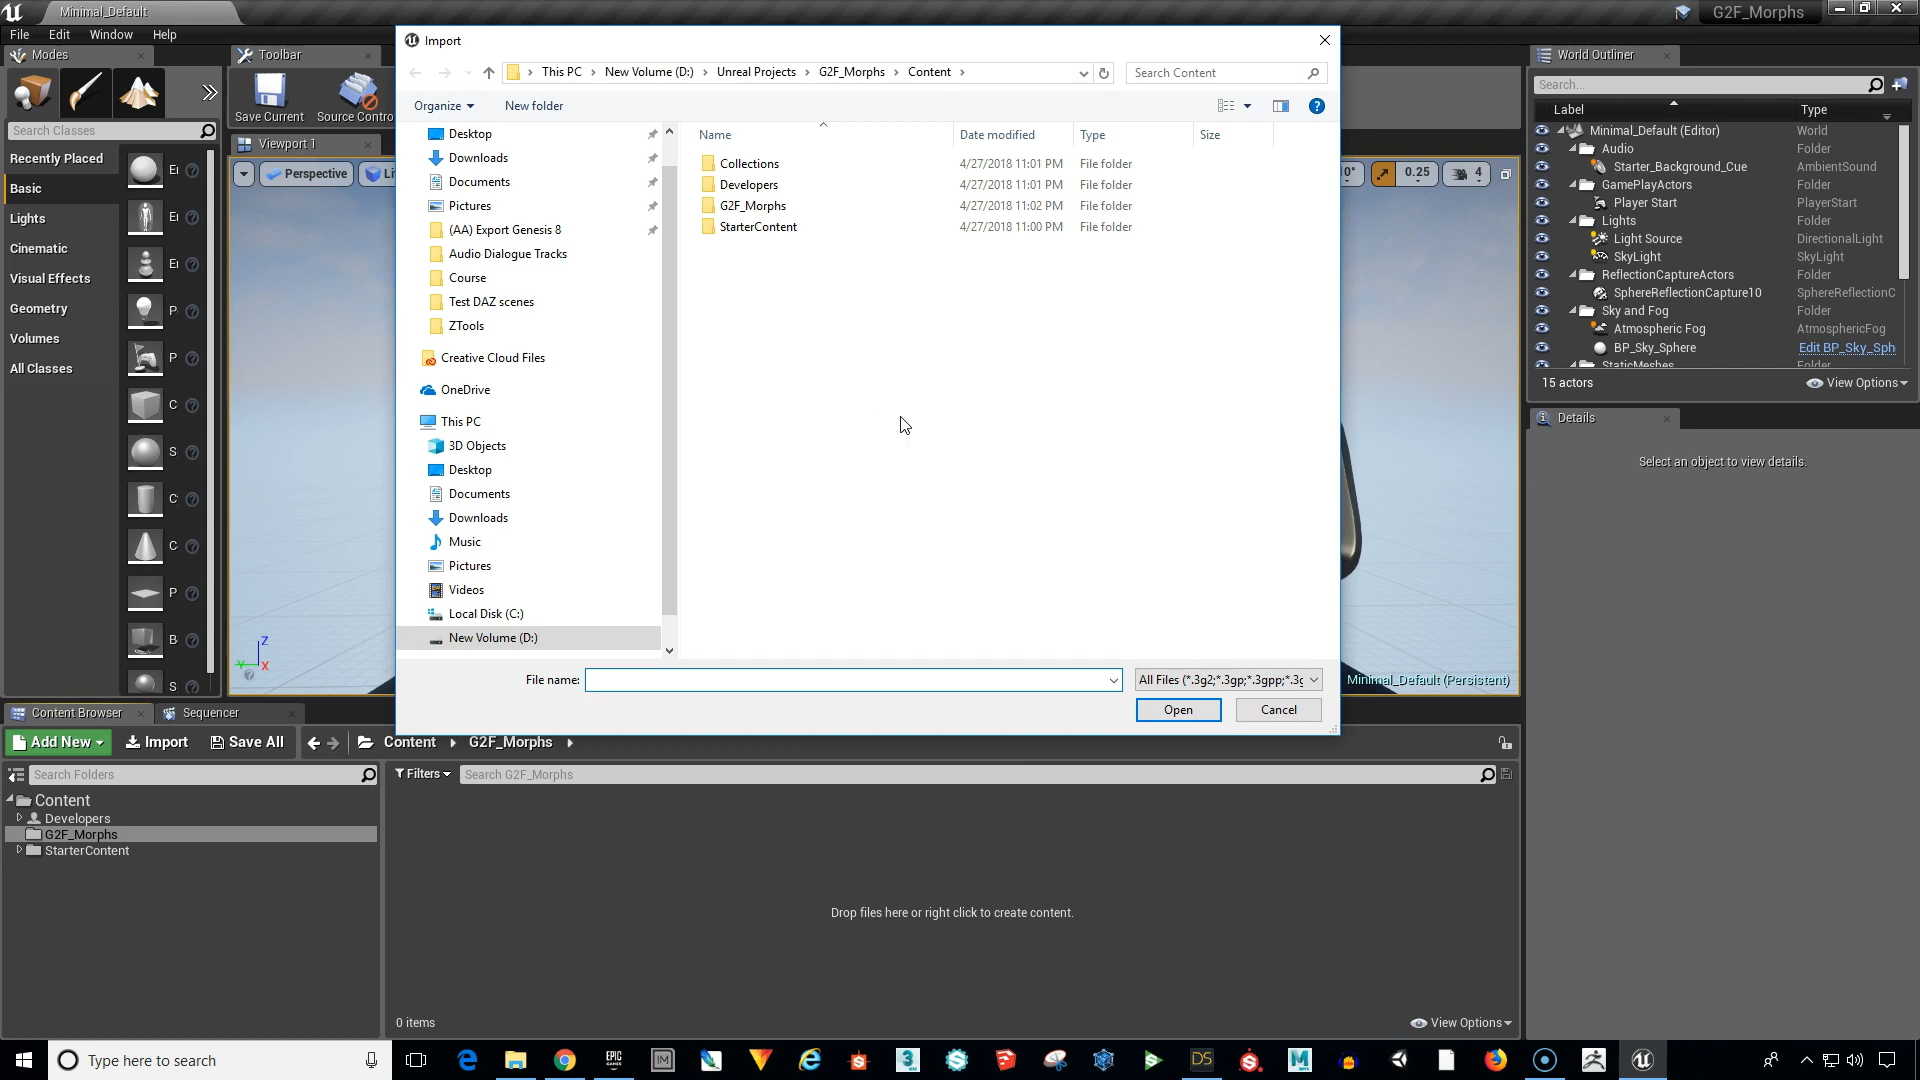 Minimal_Default
G2F_Morphs
File Edit Window Help
Modes
Toolbar
Save Current
Source Contro
Search Classes
Recently Placed
Basic
Lights
Cinematic
Visual Effects
Geometry
Volumes
All Classes
Viewport 1
Perspective
Li
10°
0.25
4
Import
This PC
New Volume (D:)
Unreal Projects
G2F_Morphs
Content
Search Content
Organize
New folder
Desktop
Downloads
Documents
Pictures
(AA) Export Genesis 8
Audio Dialogue Tracks
Course
Test DAZ scenes
ZTools
Creative Cloud Files
OneDrive
This PC
3D Objects
Desktop
Documents
Downloads
Music
Pictures
Videos
Local Disk (C:)
New Volume (D:)
Name Date modified Type Size
Collections 4/27/2018 11:01 PM File folder
Developers 4/27/2018 11:01 PM File folder
G2F_Morphs 4/27/2018 11:02 PM File folder
StarterContent 4/27/2018 11:00 PM File folder
File name:
All Files (*.3g2;*.3gp;*.3gpp;*.3g
Open
Cancel
Minimal_Default (Persistent)
World Outliner
Search...
Label Type
Minimal_Default (Editor) World
Audio Folder
Starter_Background_Cue AmbientSound
GamePlayActors Folder
Player Start PlayerStart
Lights Folder
Light Source DirectionalLight
SkyLight SkyLight
ReflectionCaptureActors Folder
SphereReflectionCapture10 SphereReflectionC
Sky and Fog Folder
Atmospheric Fog AtmosphericFog
BP_Sky_Sphere Edit BP_Sky_Sph
StaticMeshes Folder
15 actors
View Options
Details
Select an object to view details.
Content Browser
Sequencer
Add New
Import
Save All
Content
G2F_Morphs
Search Folders
Content
Developers
G2F_Morphs
StarterContent
Filters
Search G2F_Morphs
Drop files here or right click to create content.
0 items
View Options
Type here to search